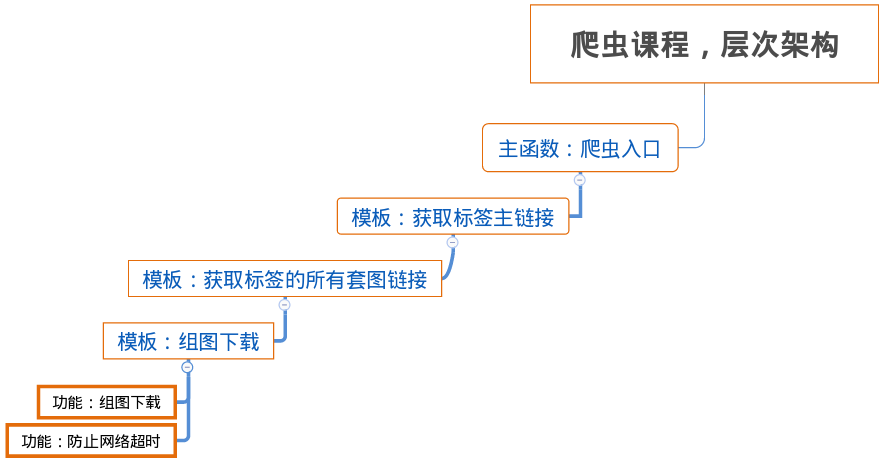 爬虫课程，层次架构
主函数：爬虫入口
模板：获取标签主链接
模板：获取标签的所有套图链接
模板：组图下载
功能：组图下载
功能：防止网络超时